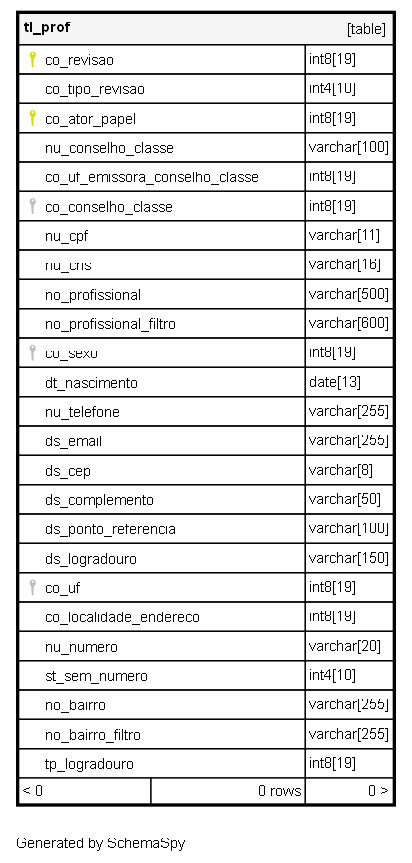 tl_prof [table]
co_revisao int8[19]
co_tipo_revisao int4[10]
co_ator_papel int8[19]
nu_conselho_classe varchar[100]
co_uf_emissora_conselho_classe int8[19]
co_conselho_classe int8[19]
nu_cpf varchar[11]
nu_cns varchar[16]
no_profissional varchar[500]
no_profissional_filtro varchar[600]
co_sexo int8[19]
dt_nascimento date[13]
nu_telefone varchar[255]
ds_email varchar[255]
ds_cep varchar[8]
ds_complemento varchar[50]
ds_ponto_referencia varchar[100]
ds_logradouro varchar[150]
co_uf int8[19]
co_localidade_endereco int8[19]
nu_numero varchar[20]
st_sem_numero int4[10]
no_bairro varchar[255]
no_bairro_filtro varchar[255]
tp_logradouro int8[19]
< 0 0 rows 0 >
Generated by SchemaSpy